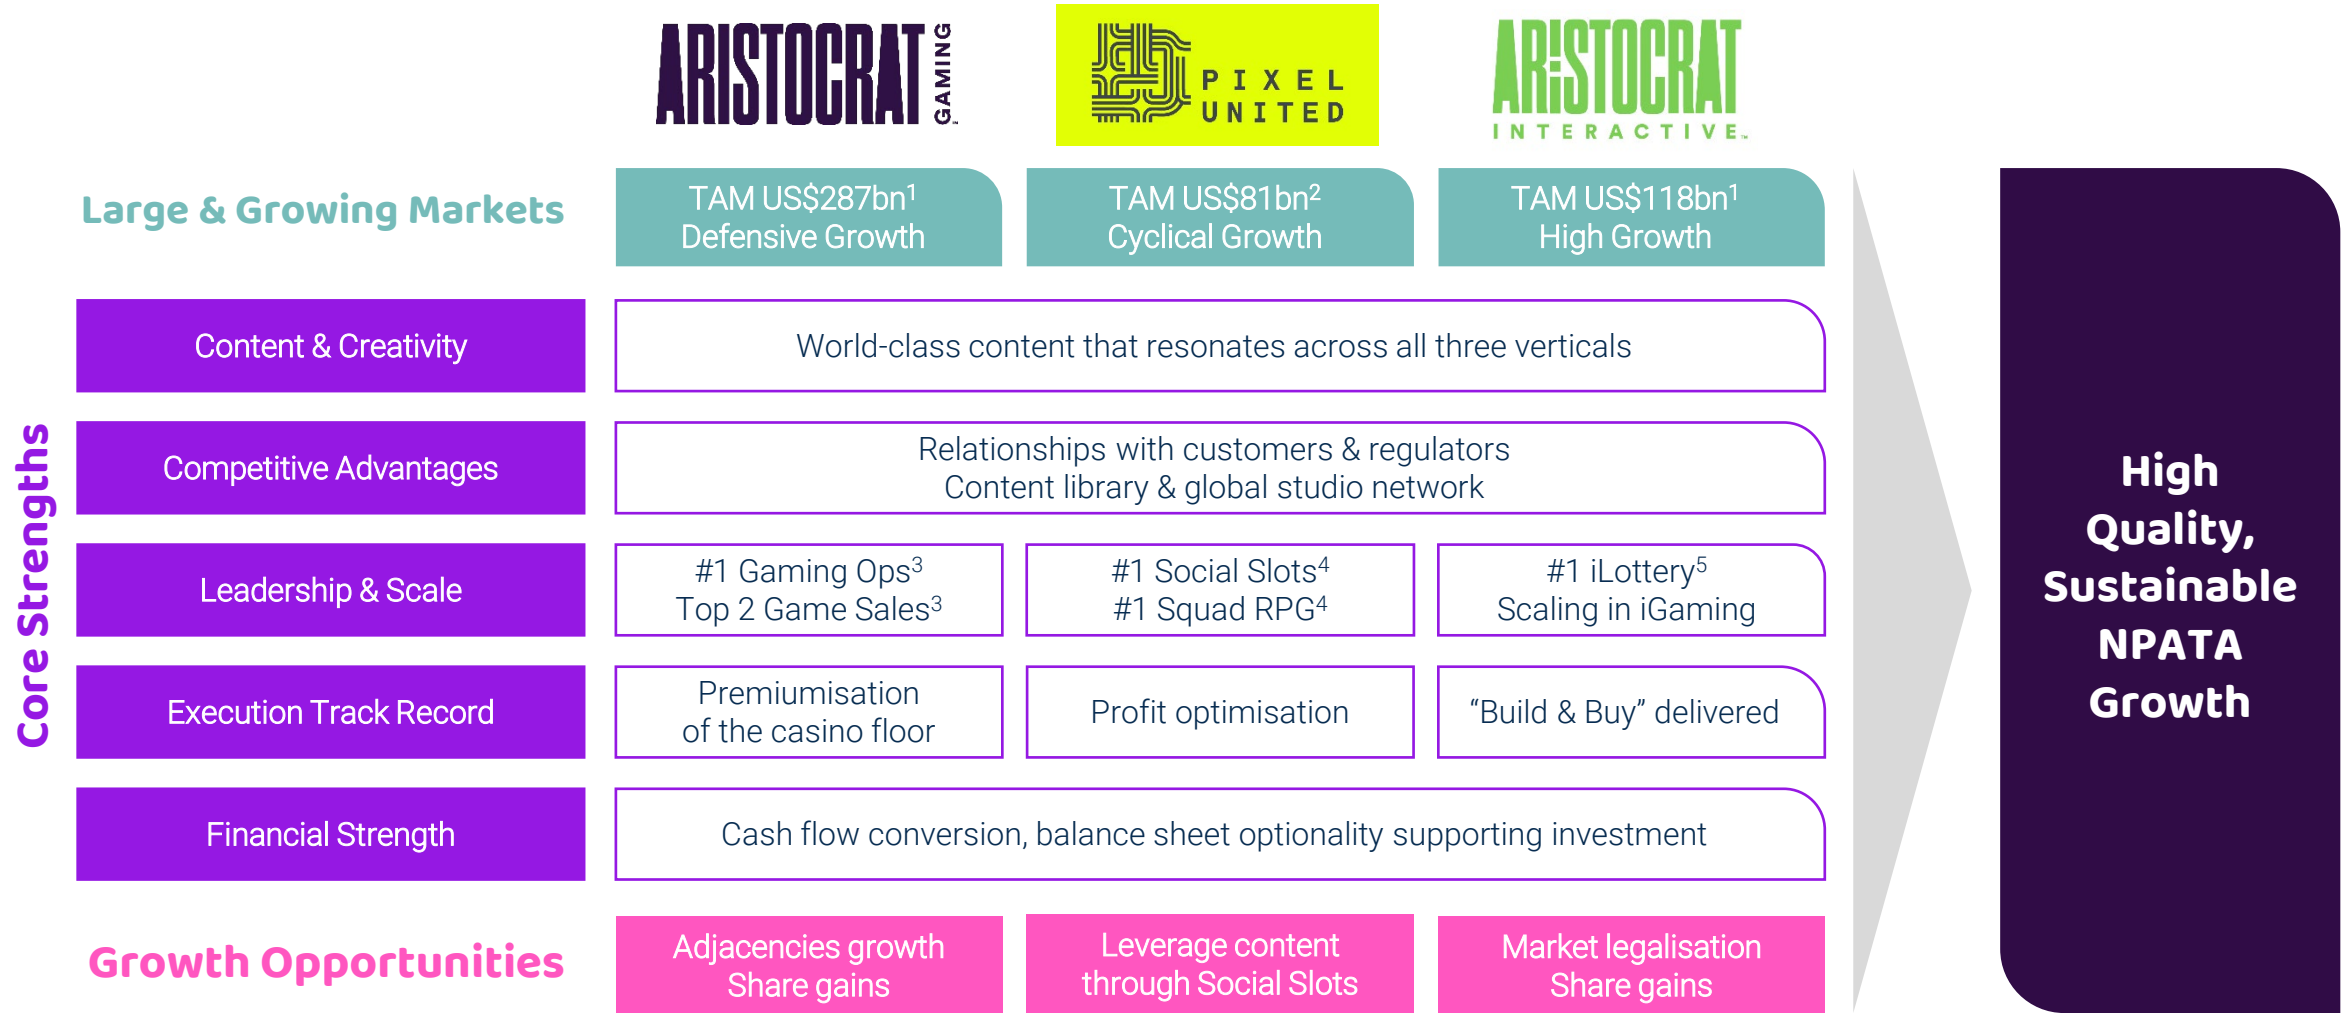 ARISTOCRAT GAMING™
PIXEL
UNITED
ARISTOCRAT
INTERACTIVE™
Large & Growing Markets
TAM US$287bn¹
Defensive Growth
TAM US$81bn²
Cyclical Growth
TAM US$118bn¹
High Growth
Core Strengths
Content & Creativity
World-class content that resonates across all three verticals
Competitive Advantages
Relationships with customers & regulators
Content library & global studio network
Leadership & Scale
#1 Gaming Ops³
Top 2 Game Sales³
#1 Social Slots⁴
#1 Squad RPG⁴
#1 iLottery⁵
Scaling in iGaming
Execution Track Record
Premiumisation
of the casino floor
Profit optimisation
“Build & Buy” delivered
Financial Strength
Cash flow conversion, balance sheet optionality supporting investment
Growth Opportunities
Adjacencies growth
Share gains
Leverage content
through Social Slots
Market legalisation
Share gains
High
Quality,
Sustainable
NPATA
Growth